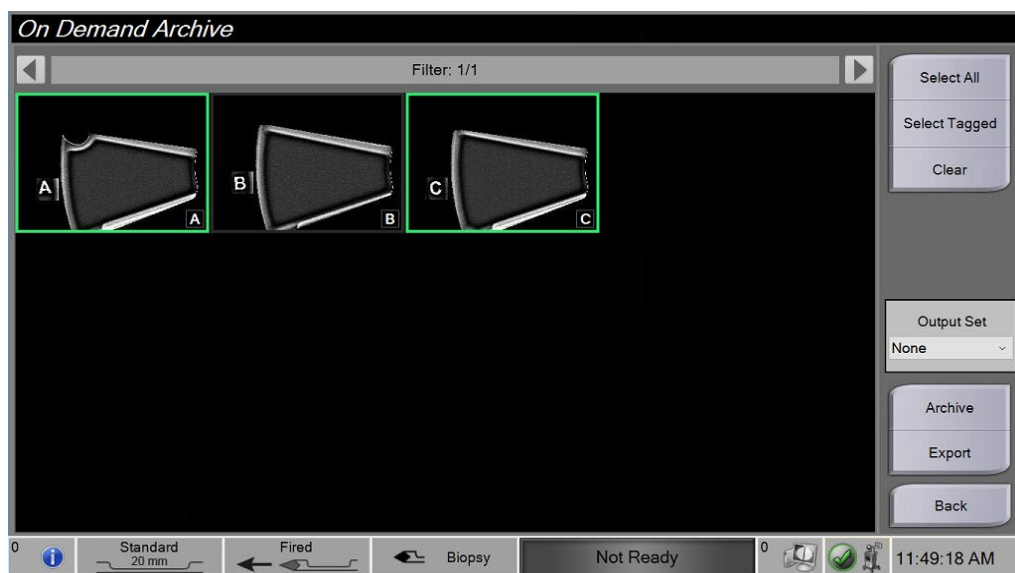 On Demand Archive
Filter: 1/1
Select All
Select Tagged
Clear
A
A
B
B
C
C
Output Set
None
Archive
Export
Back
0
Standard
20 mm
Fired
Biopsy
Not Ready
0
11:49:18 AM